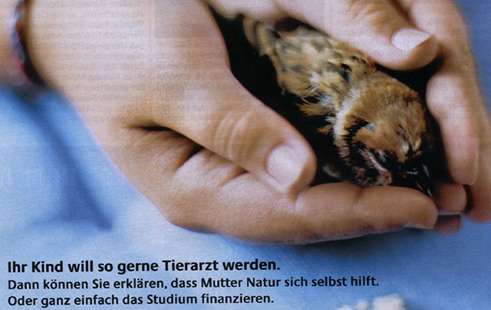 Ihr Kind will so gerne Tierarzt werden.
Dann können Sie erklären, dass Mutter Natur sich selbst hilft.
Oder ganz einfach das Studium finanzieren.